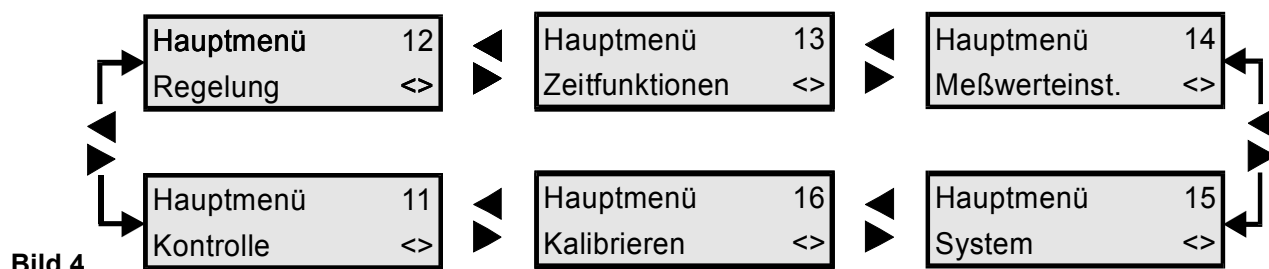 Hauptmenü 12
Regelung <>
Hauptmenü 13
Zeitfunktionen <>
Hauptmenü 14
Meßwerteinst. <>
Hauptmenü 11
Kontrolle <>
Hauptmenü 16
Kalibrieren <>
Hauptmenü 15
System <>
Bild 4